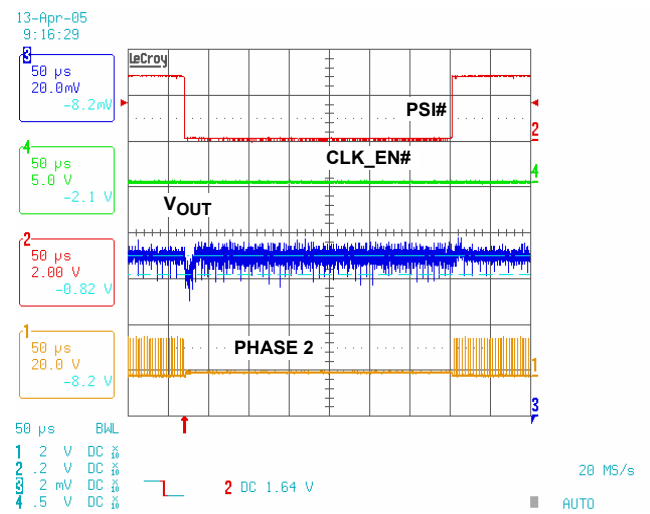 13-Apr-05
9:16:29
3
50 µs
20.0mV
-8.2mV
4
50 µs
5.0 V
-2.1 V
2
50 µs
2.00 V
-0.82 V
1
50 µs
20.0 V
-8.2 V
LeCroy
PSI#
2
CLK_EN#
4
VOUT
PHASE 2
1
3
50 µs BWL
1 2 V DC X10
2 .2 V DC X10
3 2 mV DC X10
4 .5 V DC X10
2 DC 1.64 V
20 MS/s
AUTO